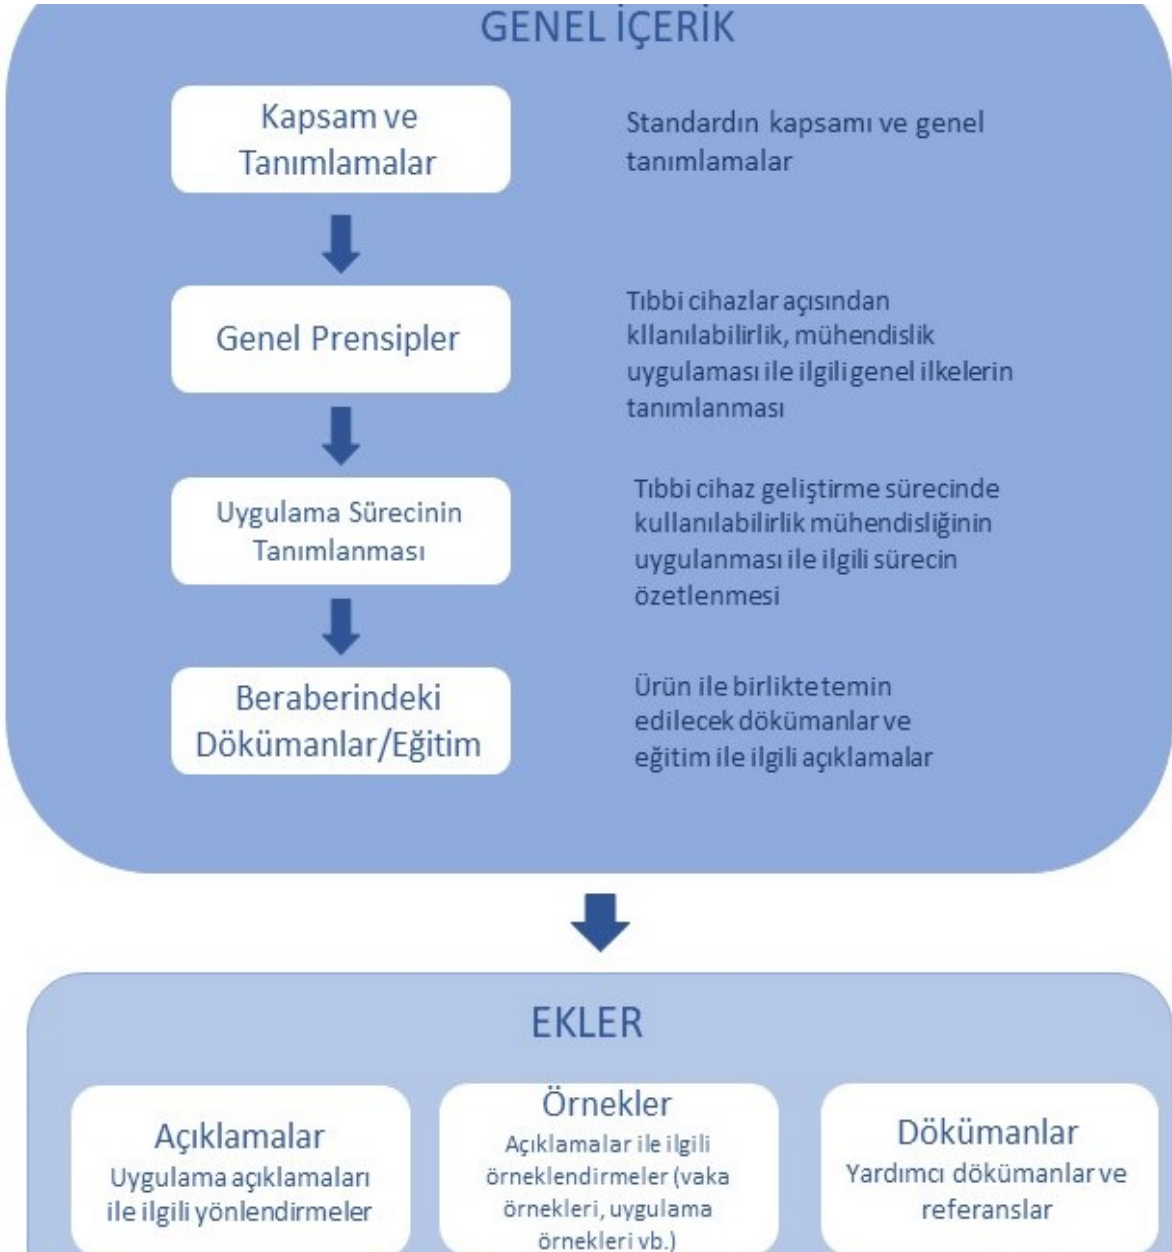 GENEL İÇERİK
Kapsam ve
Tanımlamalar
Standardın kapsamı ve genel
tanımlamalar
Genel Prensipler
Tıbbi cihazlar açısından
kllanılabilirlik, mühendislik
uygulaması ile ilgili genel ilkelerin
tanımlanması
Uygulama Sürecinin
Tanımlanması
Tıbbi cihaz geliştirme sürecinde
kullanılabilirlik mühendisliğinin
uygulanması ile ilgili sürecin
özetlenmesi
Beraberindeki
Dökümanlar/Eğitim
Ürün ile birlikte temin
edilecek dökümanlar ve
eğitim ile ilgili açıklamalar
EKLER
Açıklamalar
Uygulama açıklamaları
ile ilgili yönlendirmeler
Örnekler
Açıklamalar ile ilgili
örneklendirmeler (vaka
örnekleri, uygulama
örnekleri vb.)
Dökümanlar
Yardımcı dökümanlar ve
referanslar